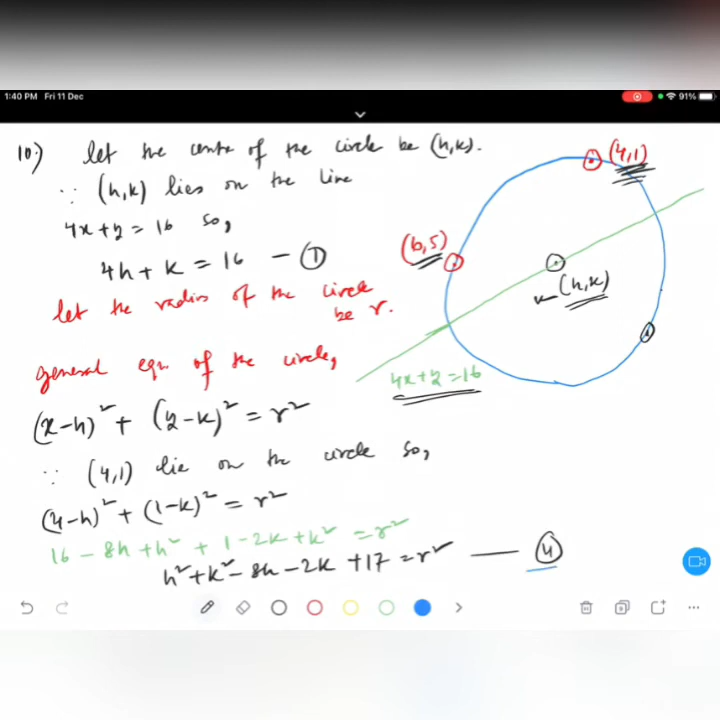 1:40 PM Fri 11 Dec
91%
10.) let the centre of the circle be (h,k).
∵ (h,k) lies on the line
4x+y = 16 so,
4h + k = 16 — ①
let the radius of the circle
be r.
general eqn. of the circle,
(x-h)² + (y-k)² = r²
∵ (4,1) lie on the circle so,
(4-h)² + (1-k)² = r²
16 - 8h + h² + 1 - 2k + k² = r²
h² + k² - 8h - 2k + 17 = r² — ④
(4,1)
(6,5)
(h,k)
4x+y=16